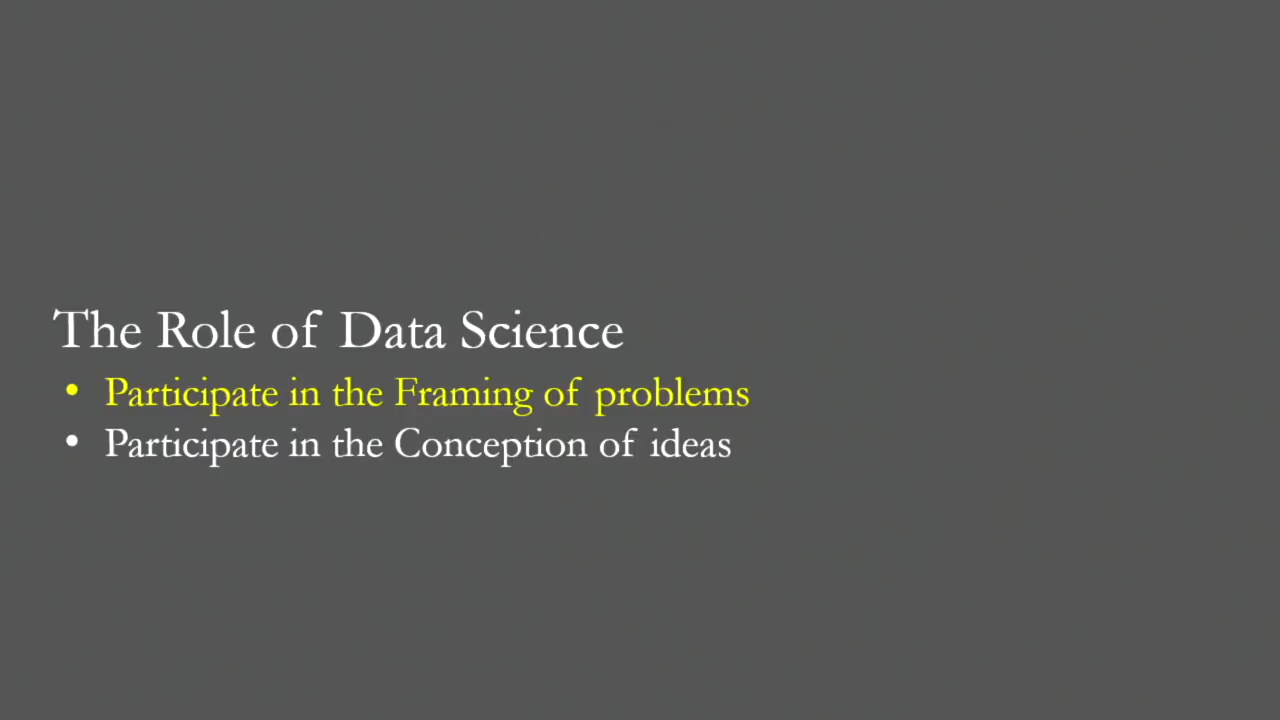 The Role of Data Science
• Participate in the Framing of problems
• Participate in the Conception of ideas